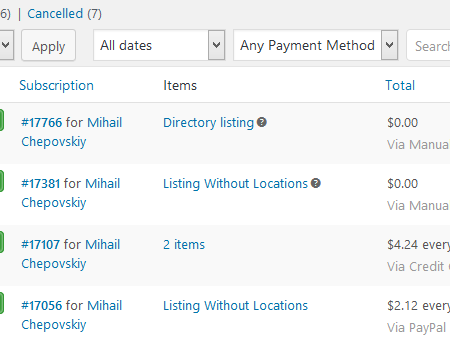 6) | Cancelled (7)
Apply All dates Any Payment Method Search
Subscription Items Total
#17766 for Mihail Directory listing $0.00
Chepovskiy Via Manua
#17381 for Mihail Listing Without Locations $0.00
Chepovskiy Via Manua
#17107 for Mihail 2 items $4.24 every
Chepovskiy Via Credit
#17056 for Mihail Listing Without Locations $2.12 every
Chepovskiy Via PayPal